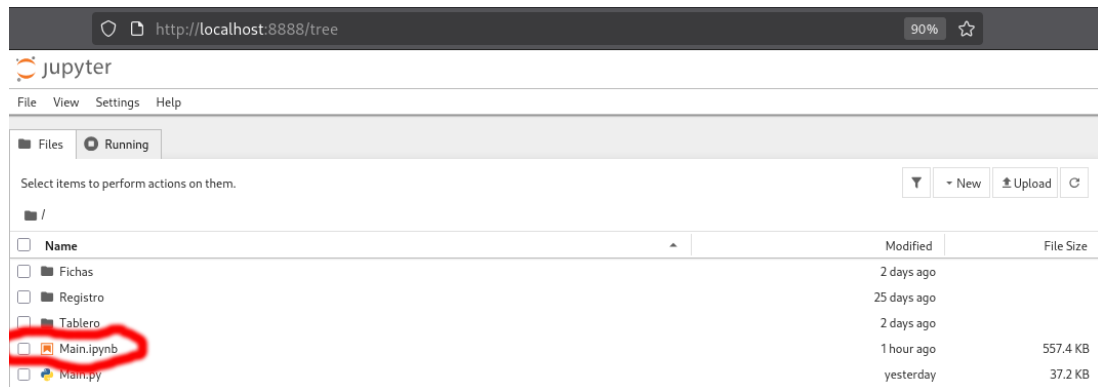 http://localhost:8888/tree 90%
jupyter
File View Settings Help
Files Running
Select items to perform actions on them. New Upload
/
Name Modified File Size
Fichas 2 days ago
Registro 25 days ago
Tablero 2 days ago
Main.ipynb 1 hour ago 557.4 KB
Main.py yesterday 37.2 KB